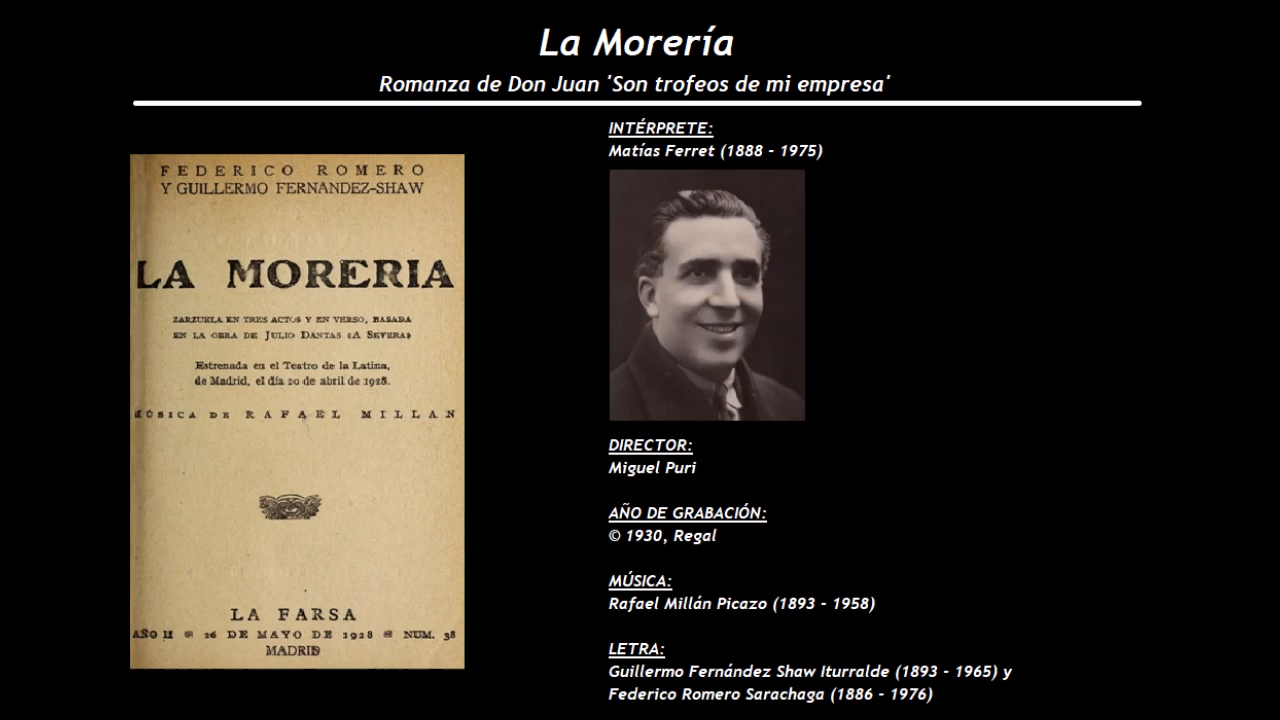 La Morería
Romanza de Don Juan 'Son trofeos de mi empresa'
FEDERICO ROMERO
Y GUILLERMO FERNANDEZ-SHAW
LA MORERIA
ZARZUELA EN TRES ACTOS Y EN VERSO, BASADA
EN LA OBRA DE JULIO DANTAS «A SEVERA»
Estrenada en el Teatro de la Latina,
de Madrid, el día 20 de abril de 1928.
MÚSICA DE RAFAEL MILLAN
LA FARSA
AÑO II 26 DE MAYO DE 1928 NUM. 38
MADRID
INTÉRPRETE:
Matías Ferret (1888 - 1975)
DIRECTOR:
Miguel Puri
AÑO DE GRABACIÓN:
© 1930, Regal
MÚSICA:
Rafael Millán Picazo (1893 - 1958)
LETRA:
Guillermo Fernández Shaw Iturralde (1893 - 1965) y
Federico Romero Sarachaga (1886 - 1976)